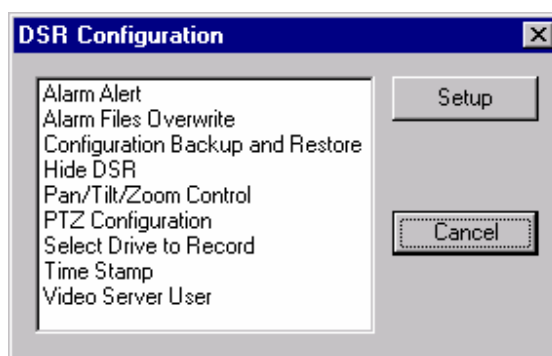 DSR Configuration
Alarm Alert
Alarm Files Overwrite
Configuration Backup and Restore
Hide DSR
Pan/Tilt/Zoom Control
PTZ Configuration
Select Drive to Record
Time Stamp
Video Server User
Setup
Cancel